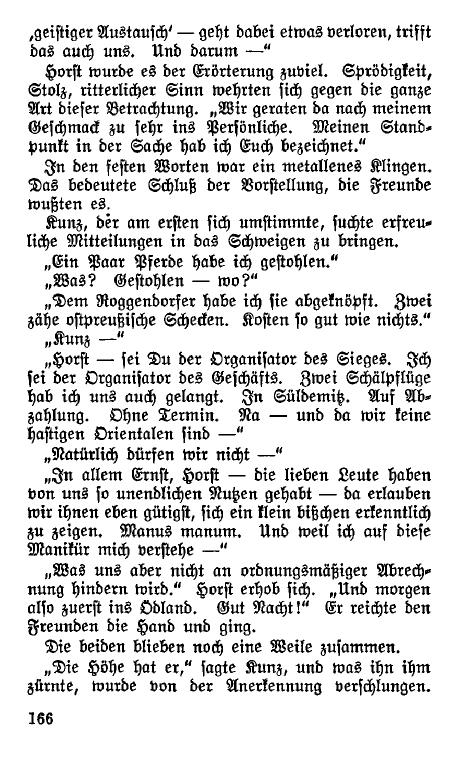 ‚geistiger Austausch‘ — geht dabei etwas verloren, trifft
das auch uns. Und darum —“
Horst wurde es der Erörterung zuviel. Sprödigkeit,
Stolz, ritterlicher Sinn wehrten sich gegen die ganze
Art dieser Betrachtung. „Wir geraten da nach meinem
Geschmack zu sehr ins Persönliche. Meinen Stand-
punkt in der Sache hab ich Euch bezeichnet.“
In den festen Worten war ein metallenes Klingen.
Das bedeutete Schluß der Vorstellung, die Freunde
wußten es.
Kunz, der am ersten sich umstimmte, suchte erfreu-
liche Mitteilungen in das Schweigen zu bringen.
„Ein Paar Pferde habe ich gestohlen.“
„Was? Gestohlen — wo?“
„Dem Roggendorfer habe ich sie abgeknöpft. Zwei
zähe ostpreußische Schecken. Kosten so gut wie nichts.“
„Kunz —“
„Horst — sei Du der Organisator des Sieges. Ich
sei der Organisator des Geschäfts. Zwei Schälpflüge
hab ich uns auch gelangt. In Süldemitz. Auf Ab-
zahlung. Ohne Termin. Na — und da wir keine
hastigen Orientalen sind —“
„Natürlich dürfen wir nicht —“
„In allem Ernst, Horst — die lieben Leute haben
von uns so unendlichen Nutzen gehabt — da erlauben
wir ihnen eben gütigst, sich ein klein bißchen erkenntlich
zu zeigen. Manus manum. Und weil ich auf diese
Manikür mich verstehe —“
„Was uns aber nicht an ordnungsmäßiger Abrech-
nung hindern wird.“ Horst erhob sich. „Und morgen
also zuerst ins Ödland. Gut Nacht!“ Er reichte den
Freunden die Hand und ging.
Die beiden blieben noch eine Weile zusammen.
„Die Höhe hat er,“ sagte Kunz, und was ihn ihm
zürnte, wurde von der Anerkennung verschlungen.
166